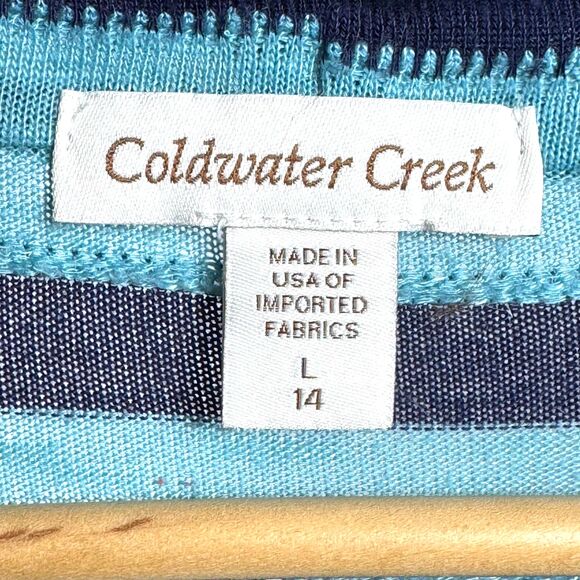 Coldwater Creek
MADE IN
USA OF
IMPORTED
FABRICS
L
14